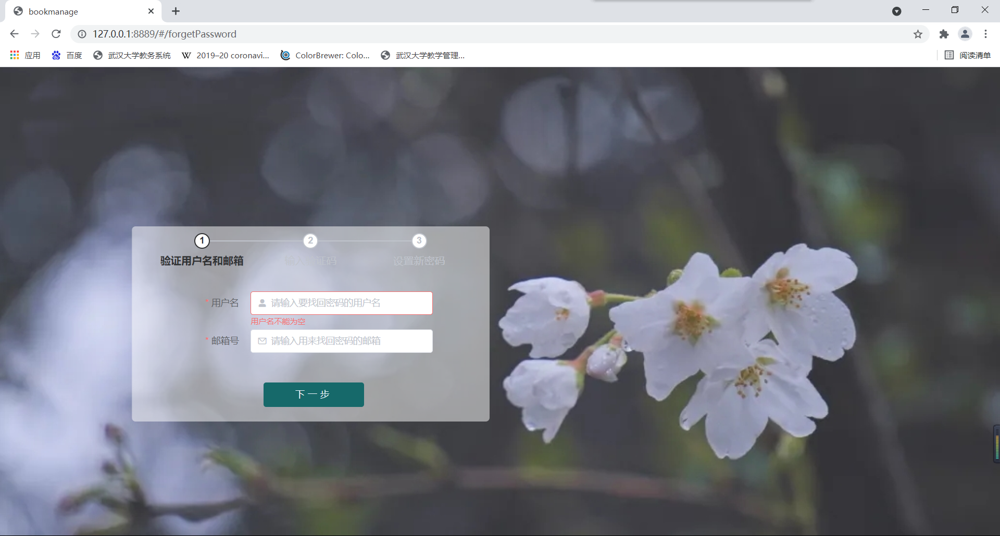 bookmanage
127.0.0.1:8889/#/forgetPassword
应用 百度 武汉大学教务系统 W 2019–20 coronavi... ColorBrewer: Colo... 武汉大学教学管理... 阅读清单
1 2 3
验证用户名和邮箱 输入验证码 设置新密码
* 用户名 请输入要找回密码的用户名
用户名不能为空
* 邮箱号 请输入用来找回密码的邮箱
下一步